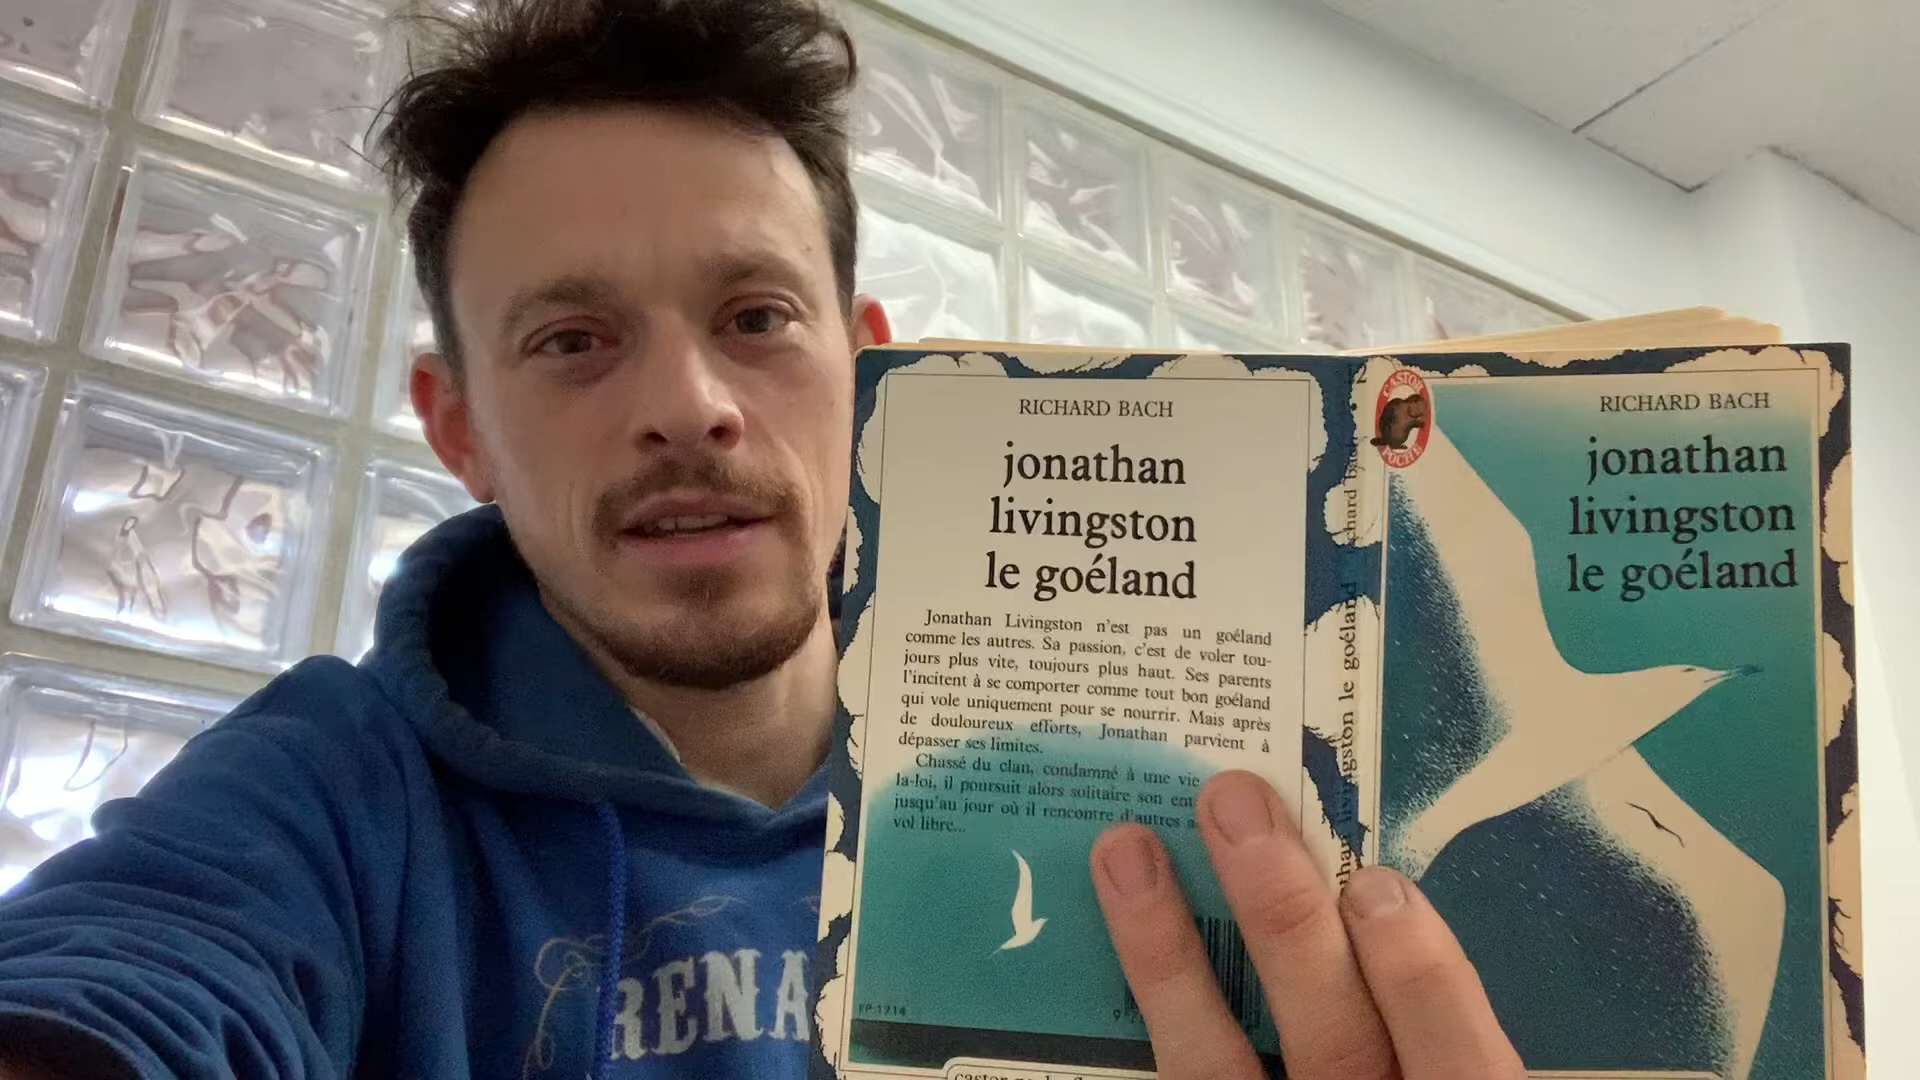 RICHARD BACH
jonathan
livingston
le goéland
Jonathan Livingston n'est pas un goéland
comme les autres. Sa passion, c'est de voler tou-
jours plus vite, toujours plus haut. Ses parents
l'incitent à se comporter comme tout bon goéland
qui vole uniquement pour se nourrir. Mais après
de douloureux efforts, Jonathan parvient à
dépasser ses limites.
Chassé du clan, condamné à une vie
la-loi, il poursuit alors solitaire son
jusqu'au jour où il rencontre d'autres
vol libre...
FP 1714
livingston le goéland richard bach
CASTOR
POCHE
RICHARD BACH
jonathan
livingston
le goéland
RENA